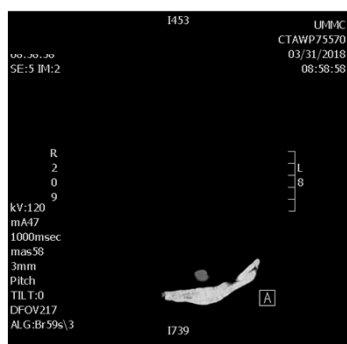 I453
UMMC
CTAWP75570
03/31/2018
08:58:58
SE:5 IM:2
R
2
0
9
L
8
kV:120
mA47
1000msec
mas58
3mm
Pitch
TILT:0
DFOV217
ALG:Br59s\3
A
I739